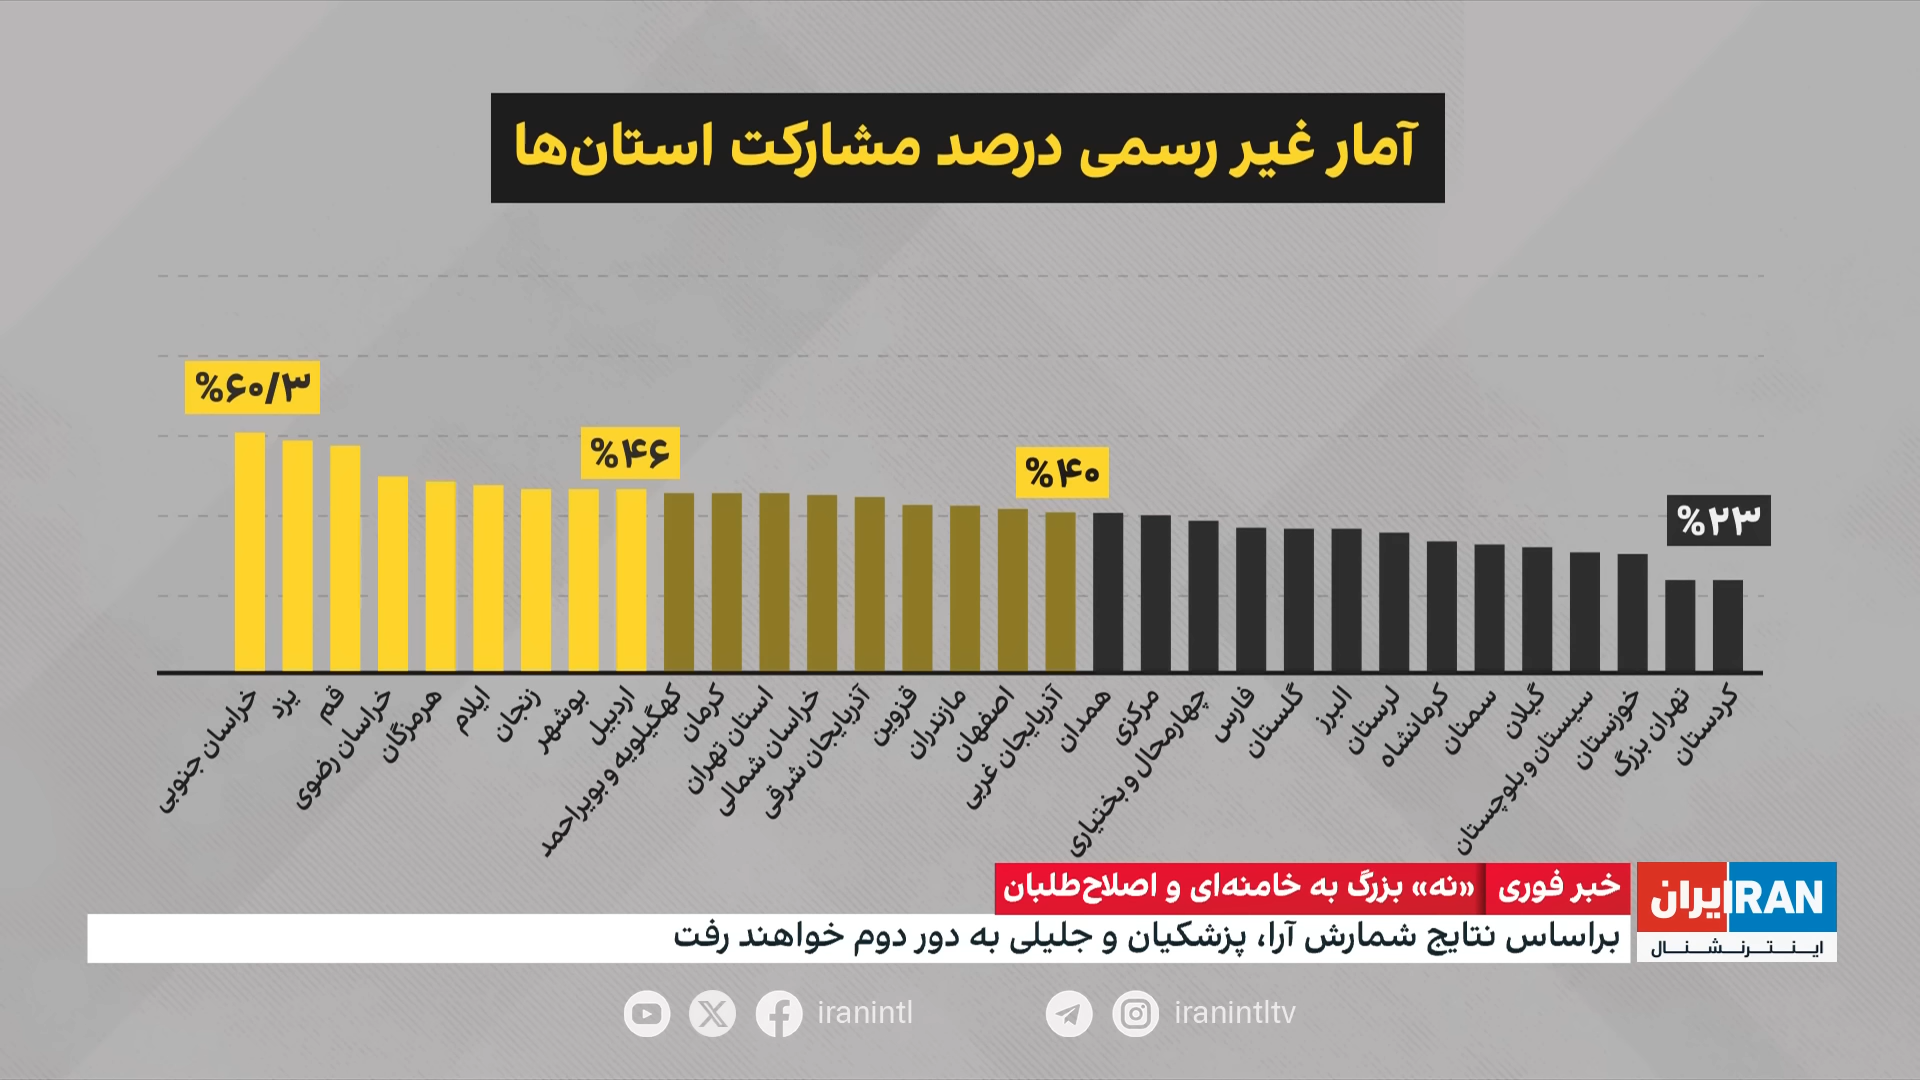 آمار غیر رسمی درصد مشارکت استان‌ها
%۶۰/۳
%۴۶
%۴۰
%۲۳
خراسان جنوبی
یزد
قم
خراسان رضوی
هرمزگان
ایلام
زنجان
بوشهر
اردبیل
کهگیلویه و بویراحمد
کرمان
استان تهران
خراسان شمالی
آذربایجان شرقی
قزوین
مازندران
اصفهان
آذربایجان غربی
همدان
مرکزی
چهارمحال و بختیاری
فارس
گلستان
البرز
لرستان
کرمانشاه
سمنان
گیلان
سیستان و بلوچستان
خوزستان
تهران بزرگ
کردستان
خبر فوری «نه» بزرگ به خامنه‌ای و اصلاح‌طلبان
براساس نتایج شمارش آرا، پزشکیان و جلیلی به دور دوم خواهند رفت
ایران IRAN
اینترنشنال
iranintl
iranintltv